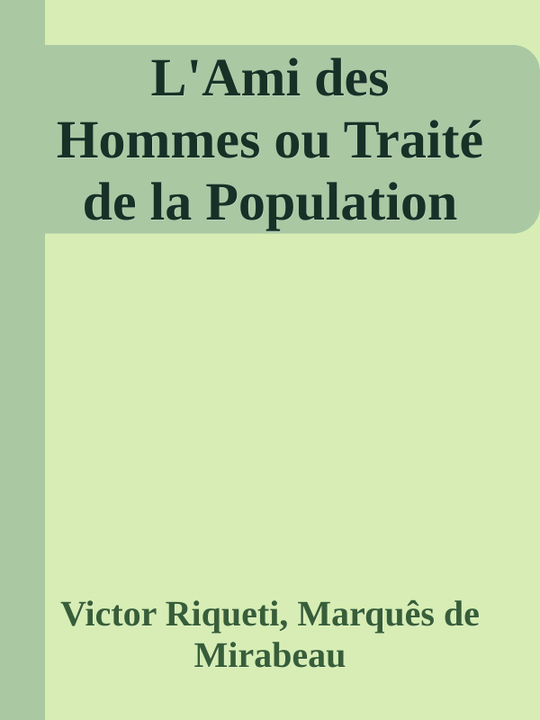 L'Ami des
Hommes ou Traité
de la Population
Victor Riqueti, Marquês de
Mirabeau